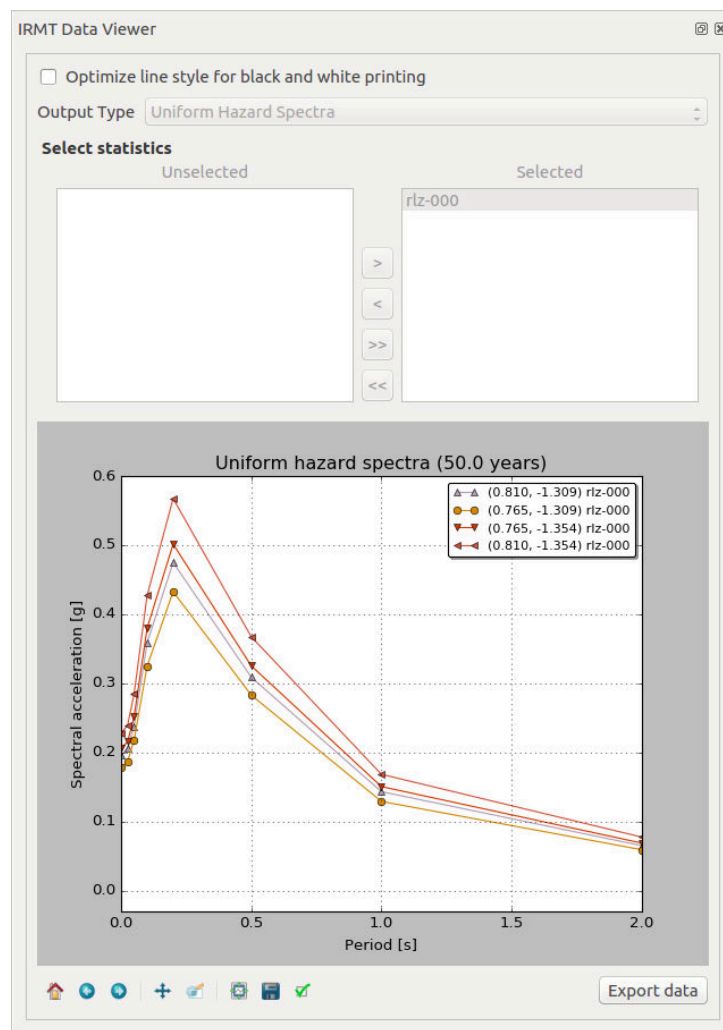 IRMT Data Viewer
Optimize line style for black and white printing
Output Type Uniform Hazard Spectra
Select statistics
Unselected Selected
rlz-000
>
<
>>
<<
Uniform hazard spectra (50.0 years)
(0.810, -1.309) rlz-000
(0.765, -1.309) rlz-000
(0.765, -1.354) rlz-000
(0.810, -1.354) rlz-000
Spectral acceleration [g]
0.6
0.5
0.4
0.3
0.2
0.1
0.0
0.0 0.5 1.0 1.5 2.0
Period [s]
Export data